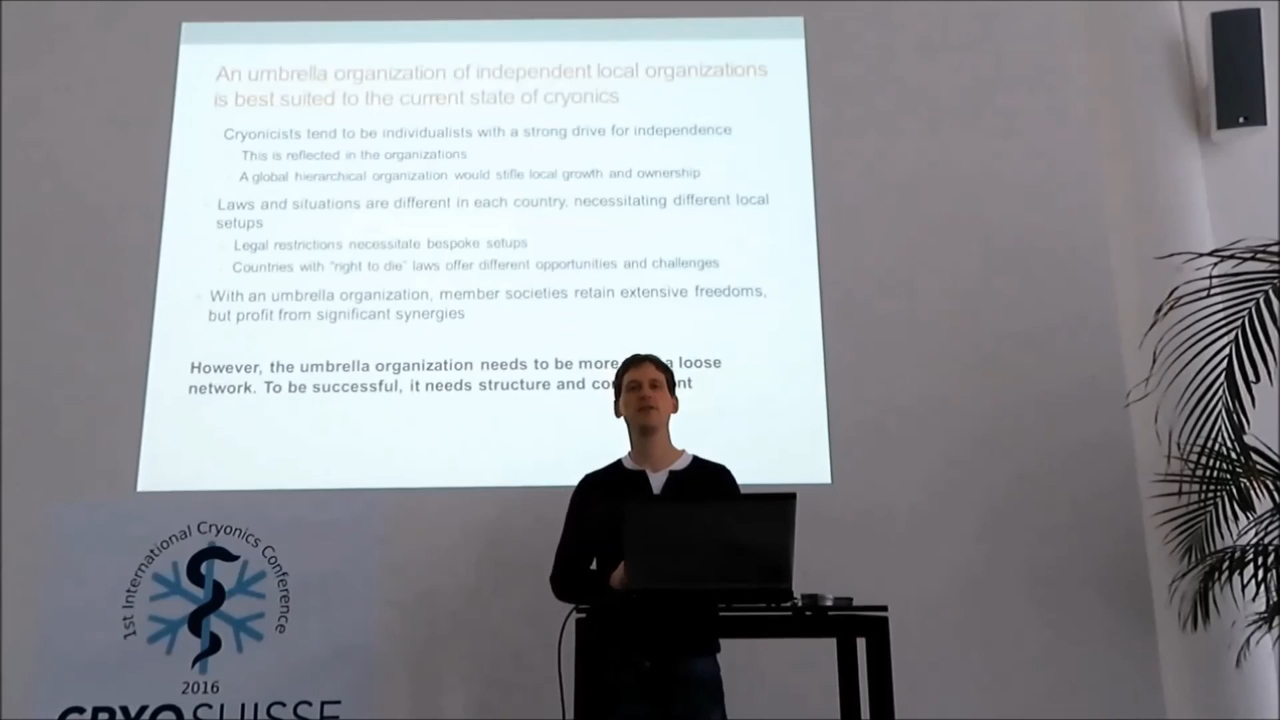 An umbrella organization of independent local organizations
is best suited to the current state of cryonics
Cryonicists tend to be individualists with a strong drive for independence
This is reflected in the organizations
A global hierarchical organization would stifle local growth and ownership
Laws and situations are different in each country, necessitating different local
setups
Legal restrictions necessitate bespoke setups
Countries with "right to die" laws offer different opportunities and challenges
With an umbrella organization, member societies retain extensive freedoms,
but profit from significant synergies
However, the umbrella organization needs to be more a loose
network. To be successful, it needs structure and
1st International Cryonics Conference
2016
CRYOSUISSE